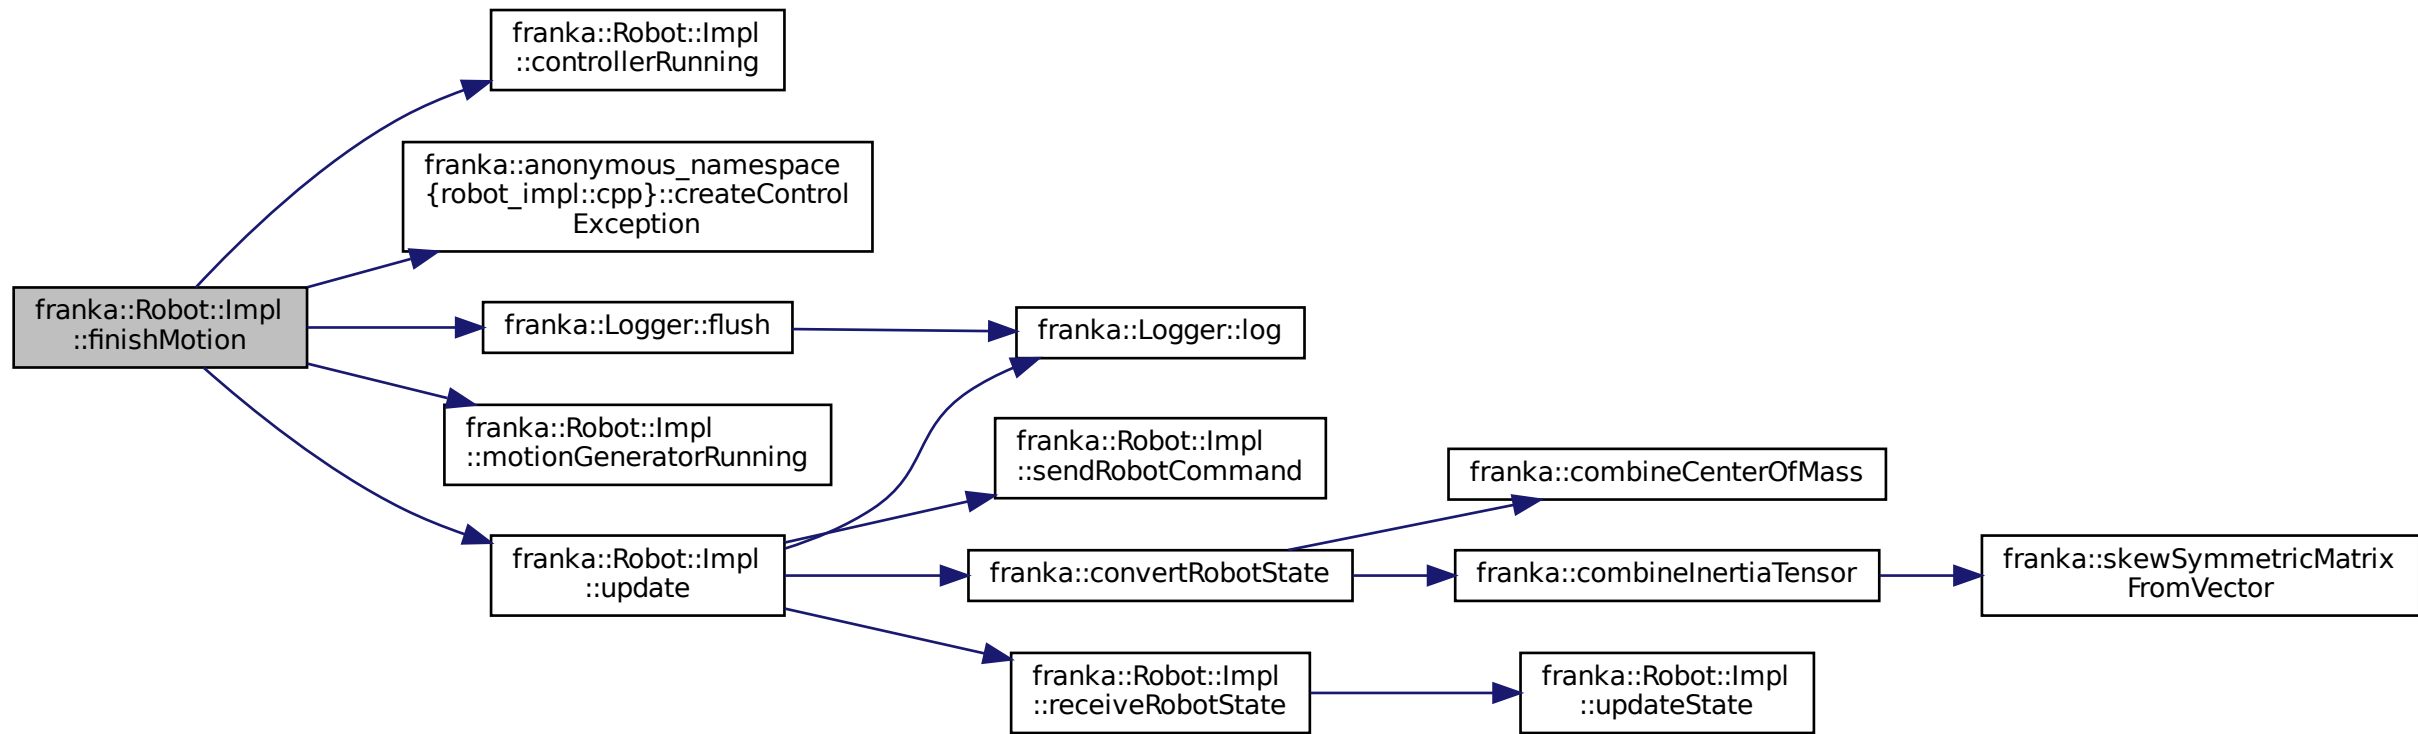 franka::Robot::Impl
::controllerRunning
franka::anonymous_namespace
{robot_impl::cpp}::createControl
Exception
franka::Robot::Impl
::finishMotion
franka::Logger::flush
franka::Logger::log
franka::Robot::Impl
::motionGeneratorRunning
franka::Robot::Impl
::sendRobotCommand
franka::combineCenterOfMass
franka::Robot::Impl
::update
franka::convertRobotState
franka::combineInertiaTensor
franka::skewSymmetricMatrix
FromVector
franka::Robot::Impl
::receiveRobotState
franka::Robot::Impl
::updateState